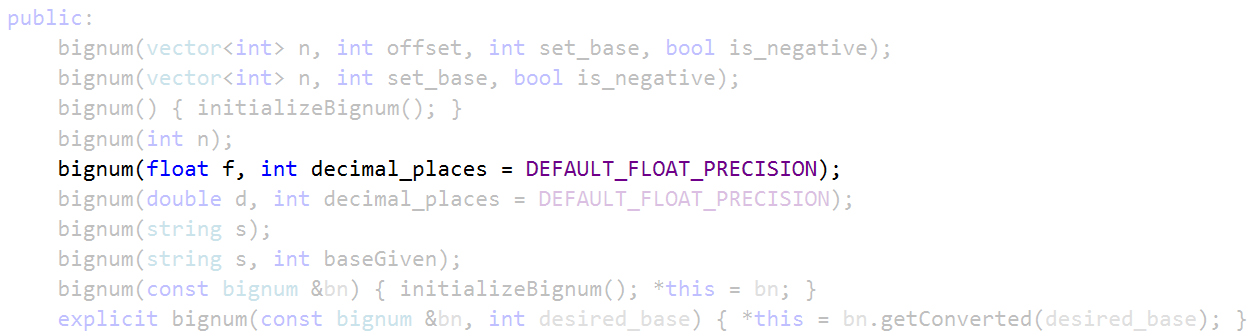 public:
bignum(vector<int> n, int offset, int set_base, bool is_negative);
bignum(vector<int> n, int set_base, bool is_negative);
bignum() { initializeBignum(); }
bignum(int n);
bignum(float f, int decimal_places = DEFAULT_FLOAT_PRECISION);
bignum(double d, int decimal_places = DEFAULT_FLOAT_PRECISION);
bignum(string s);
bignum(string s, int baseGiven);
bignum(const bignum &bn) { initializeBignum(); *this = bn; }
explicit bignum(const bignum &bn, int desired_base) { *this = bn.getConverted(desired_base); }